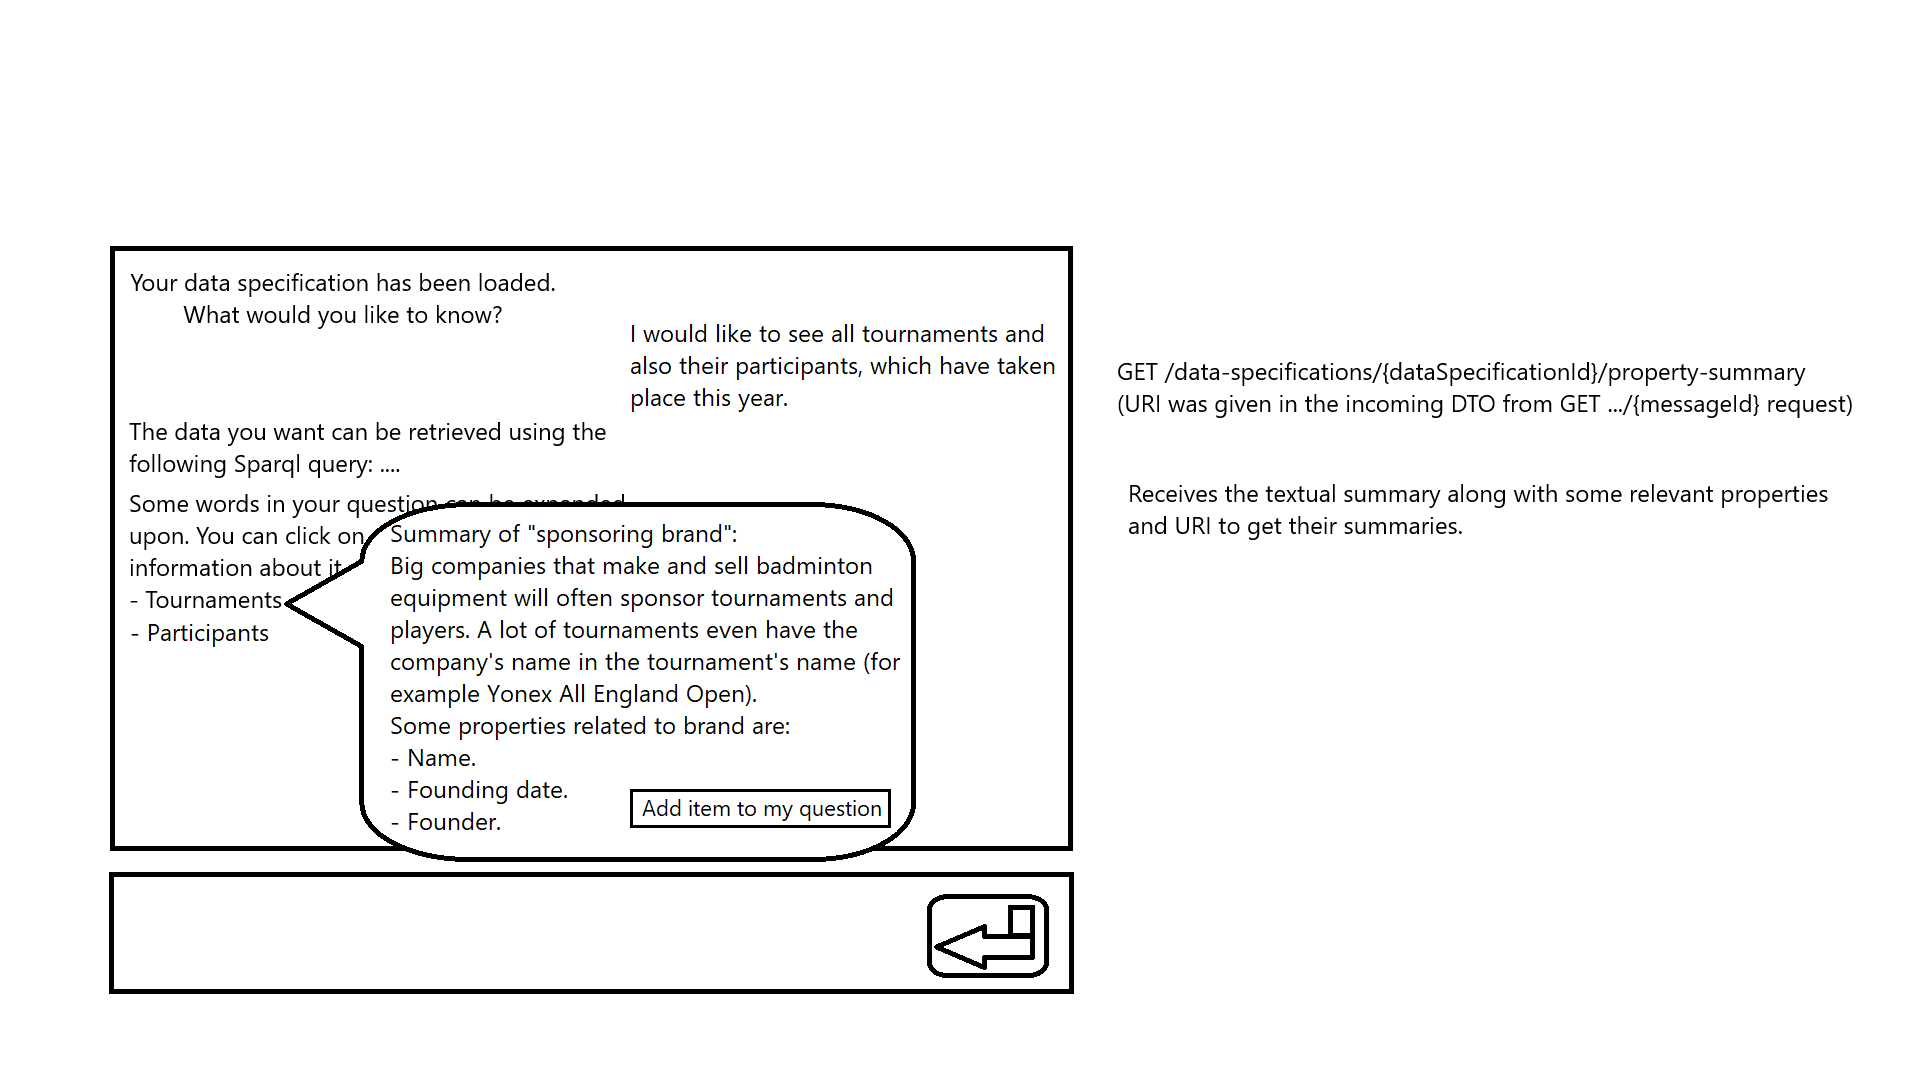 Your data specification has been loaded.
What would you like to know?
I would like to see all tournaments and
also their participants, which have taken
place this year.
The data you want can be retrieved using the
following Sparql query: ....
Some words in your question can be expanded
upon. You can click on
information about it
- Tournaments
- Participants
Summary of "sponsoring brand":
Big companies that make and sell badminton
equipment will often sponsor tournaments and
players. A lot of tournaments even have the
company's name in the tournament's name (for
example Yonex All England Open).
Some properties related to brand are:
- Name.
- Founding date.
- Founder.
Add item to my question
GET /data-specifications/{dataSpecificationId}/property-summary
(URI was given in the incoming DTO from GET .../{messageId} request)
Receives the textual summary along with some relevant properties
and URI to get their summaries.